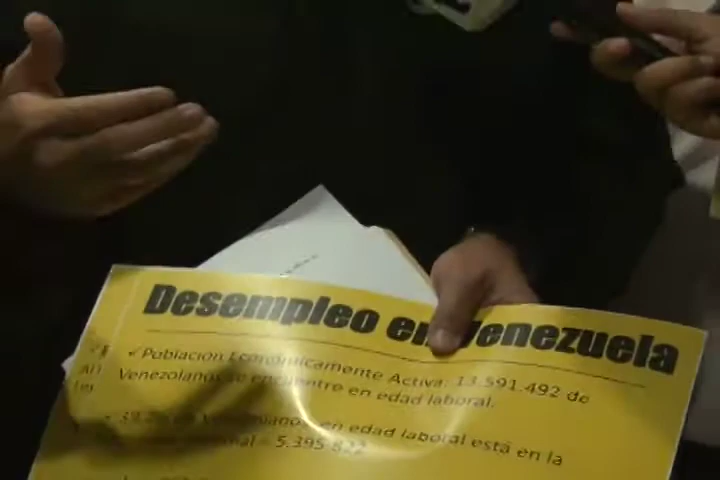 Desempleo en Venezuela
✓Población Económicamente Activa: 13.591.492 de
Venezolanos se encuentra en edad laboral.
en edad laboral está en la
5.395.822